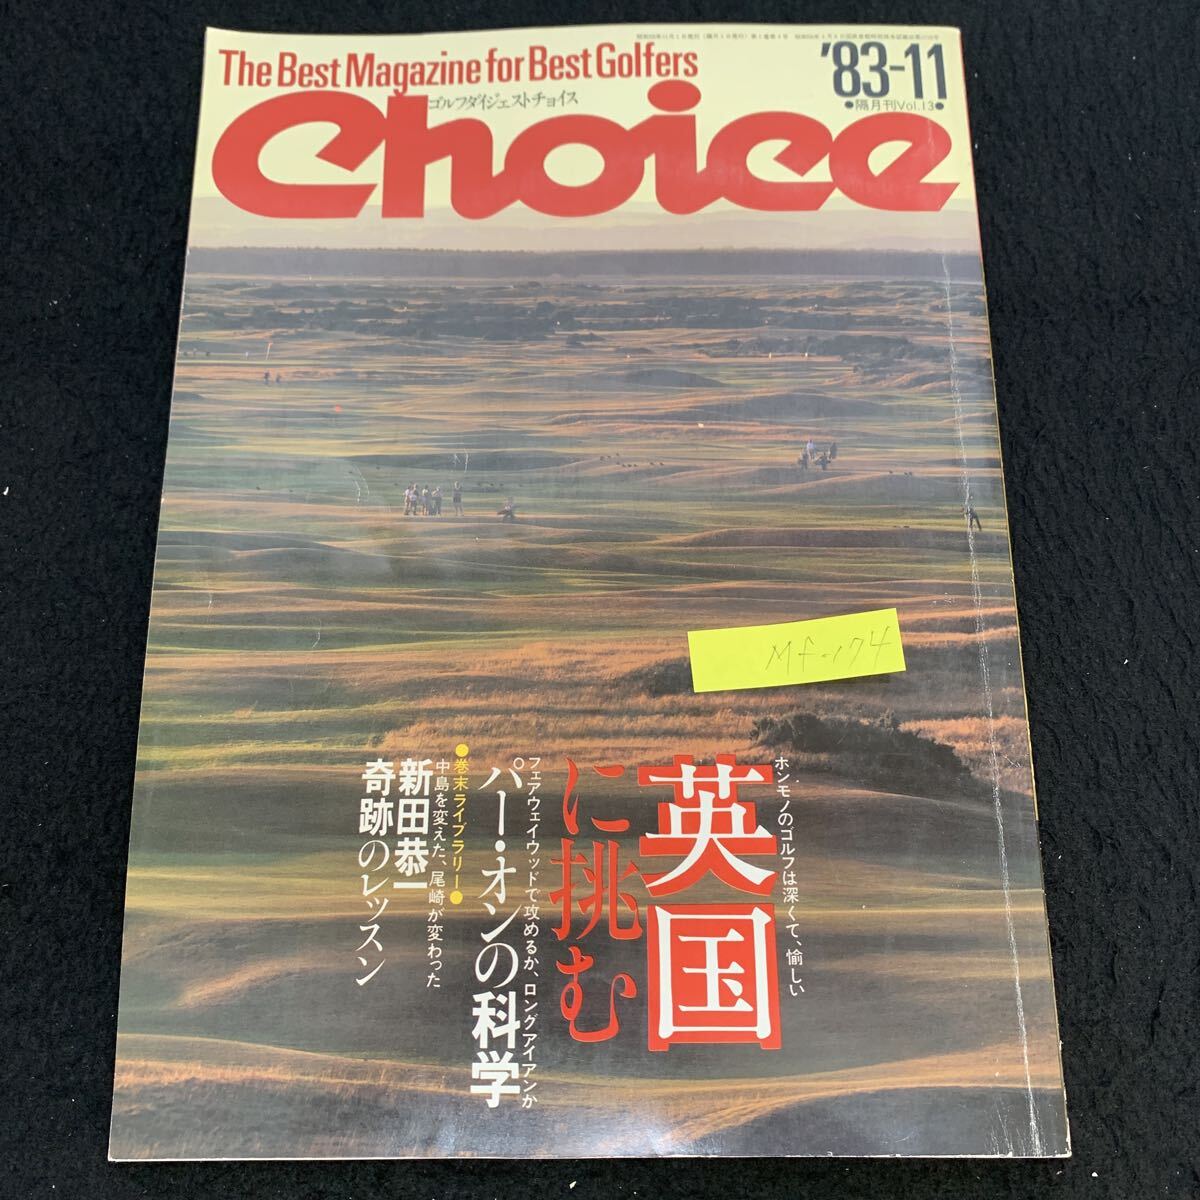 The Best Magazine for Best Golfers
'83-11
ゴルフダイジェストチョイス
●隔月刊Vol.13●
Choice
Mf-174
ホンモノのゴルフは深くて、愉しい
英国
に挑む
フェアウェイウッドで攻めるか、ロングアイアンか
パー・オンの科学
●巻末ライブラリー●
中島を変えた、尾崎が変わった
新田恭一
奇跡のレッスン